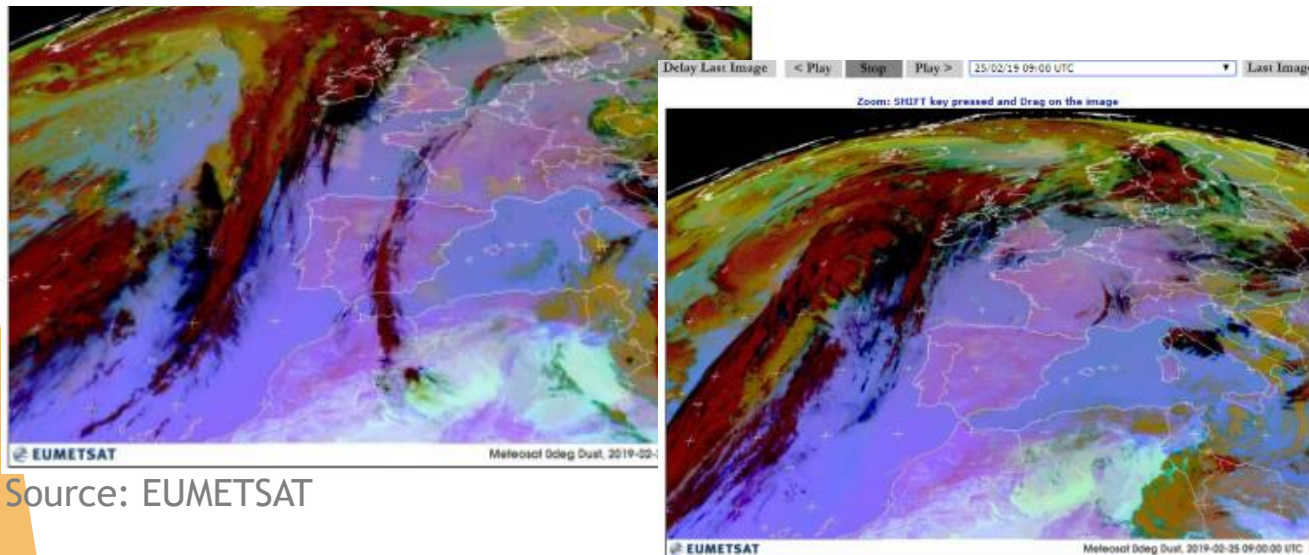 Delay Last Image < Play Stop Play > 25/02/19 09:00 UTC Last Image
Zoom: SHIFT key pressed and Drag on the image
EUMETSAT Meteosat 0deg Dust, 2019-02-
Source: EUMETSAT
EUMETSAT Meteosat 0deg Dust, 2019-02-25 09:00:00 UTC